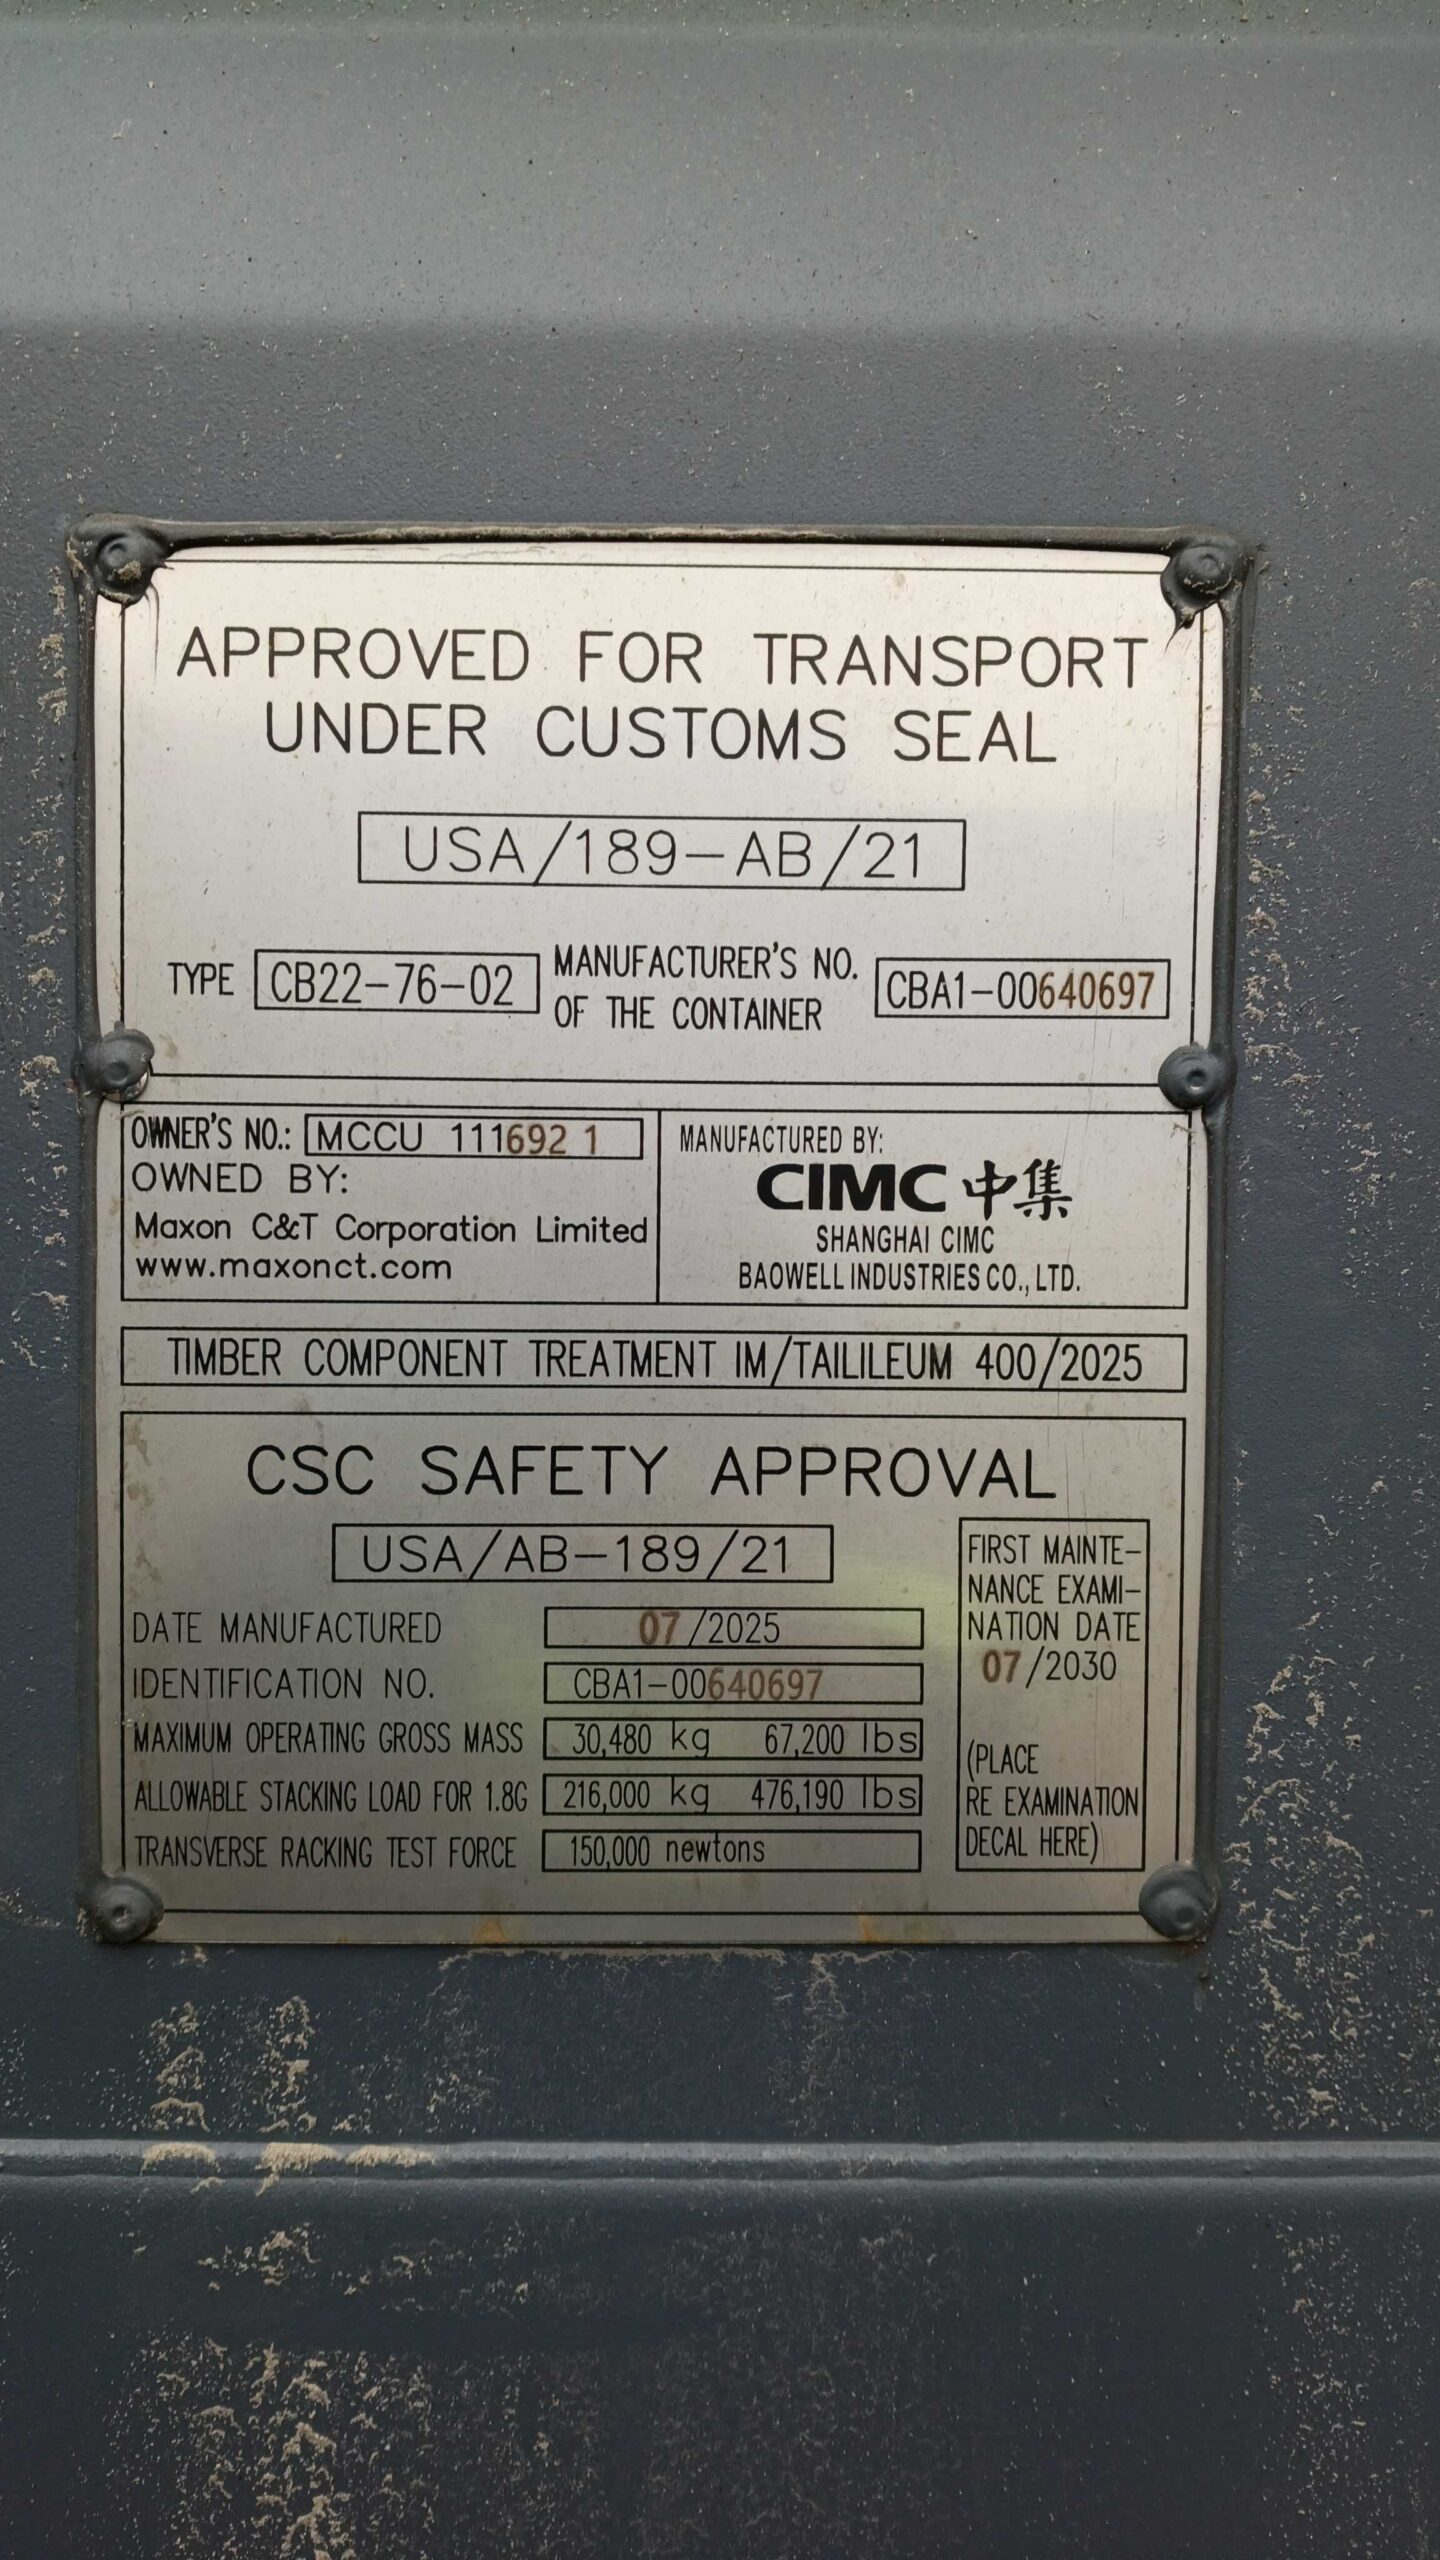 APPROVED FOR TRANSPORT
UNDER CUSTOMS SEAL
USA/189-AB/21
TYPE CB22-76-02 MANUFACTURER'S NO. OF THE CONTAINER CBA1-00640697
OWNER'S NO.: MCCU 111692 1
OWNED BY:
Maxon C&T Corporation Limited
www.maxonct.com
MANUFACTURED BY:
CIMC 中集
SHANGHAI CIMC
BAOWELL INDUSTRIES CO., LTD.
TIMBER COMPONENT TREATMENT IM/TAILILEUM 400/2025
CSC SAFETY APPROVAL
USA/AB-189/21
DATE MANUFACTURED 07/2025
IDENTIFICATION NO. CBA1-00640697
MAXIMUM OPERATING GROSS MASS 30,480 kg 67,200 lbs
ALLOWABLE STACKING LOAD FOR 1.8G 216,000 kg 476,190 lbs
TRANSVERSE RACKING TEST FORCE 150,000 newtons
FIRST MAINTE-
NANCE EXAMI-
NATION DATE
07/2030
(PLACE
RE EXAMINATION
DECAL HERE)